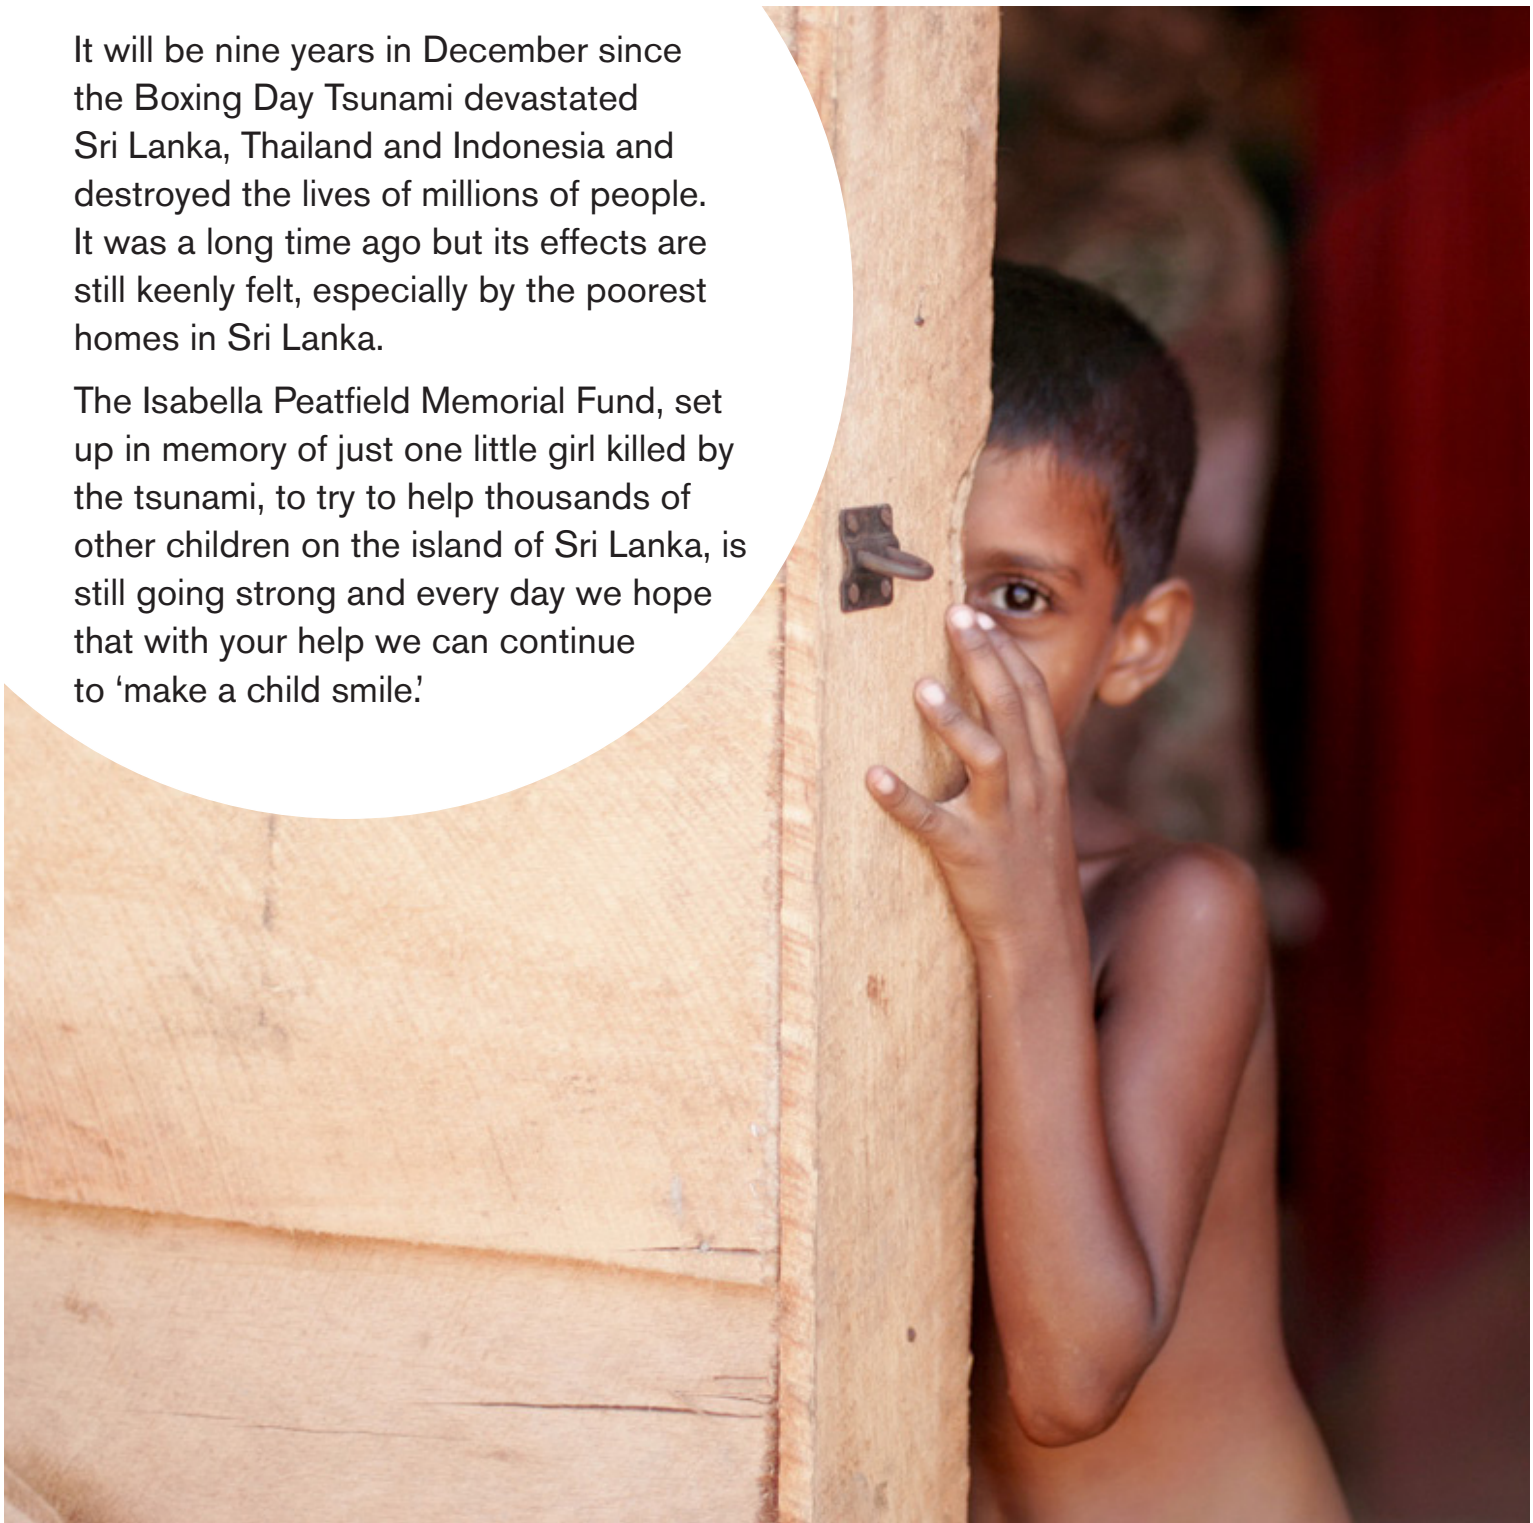 It will be nine years in December since
the Boxing Day Tsunami devastated
Sri Lanka, Thailand and Indonesia and
destroyed the lives of millions of people.
It was a long time ago but its effects are
still keenly felt, especially by the poorest
homes in Sri Lanka.
The Isabella Peatfield Memorial Fund, set
up in memory of just one little girl killed by
the tsunami, to try to help thousands of
other children on the island of Sri Lanka, is
still going strong and every day we hope
that with your help we can continue
to ‘make a child smile.’